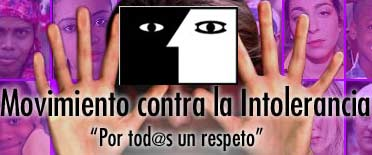 Movimiento contra la Intolerancia
“Por tod@s un respeto”